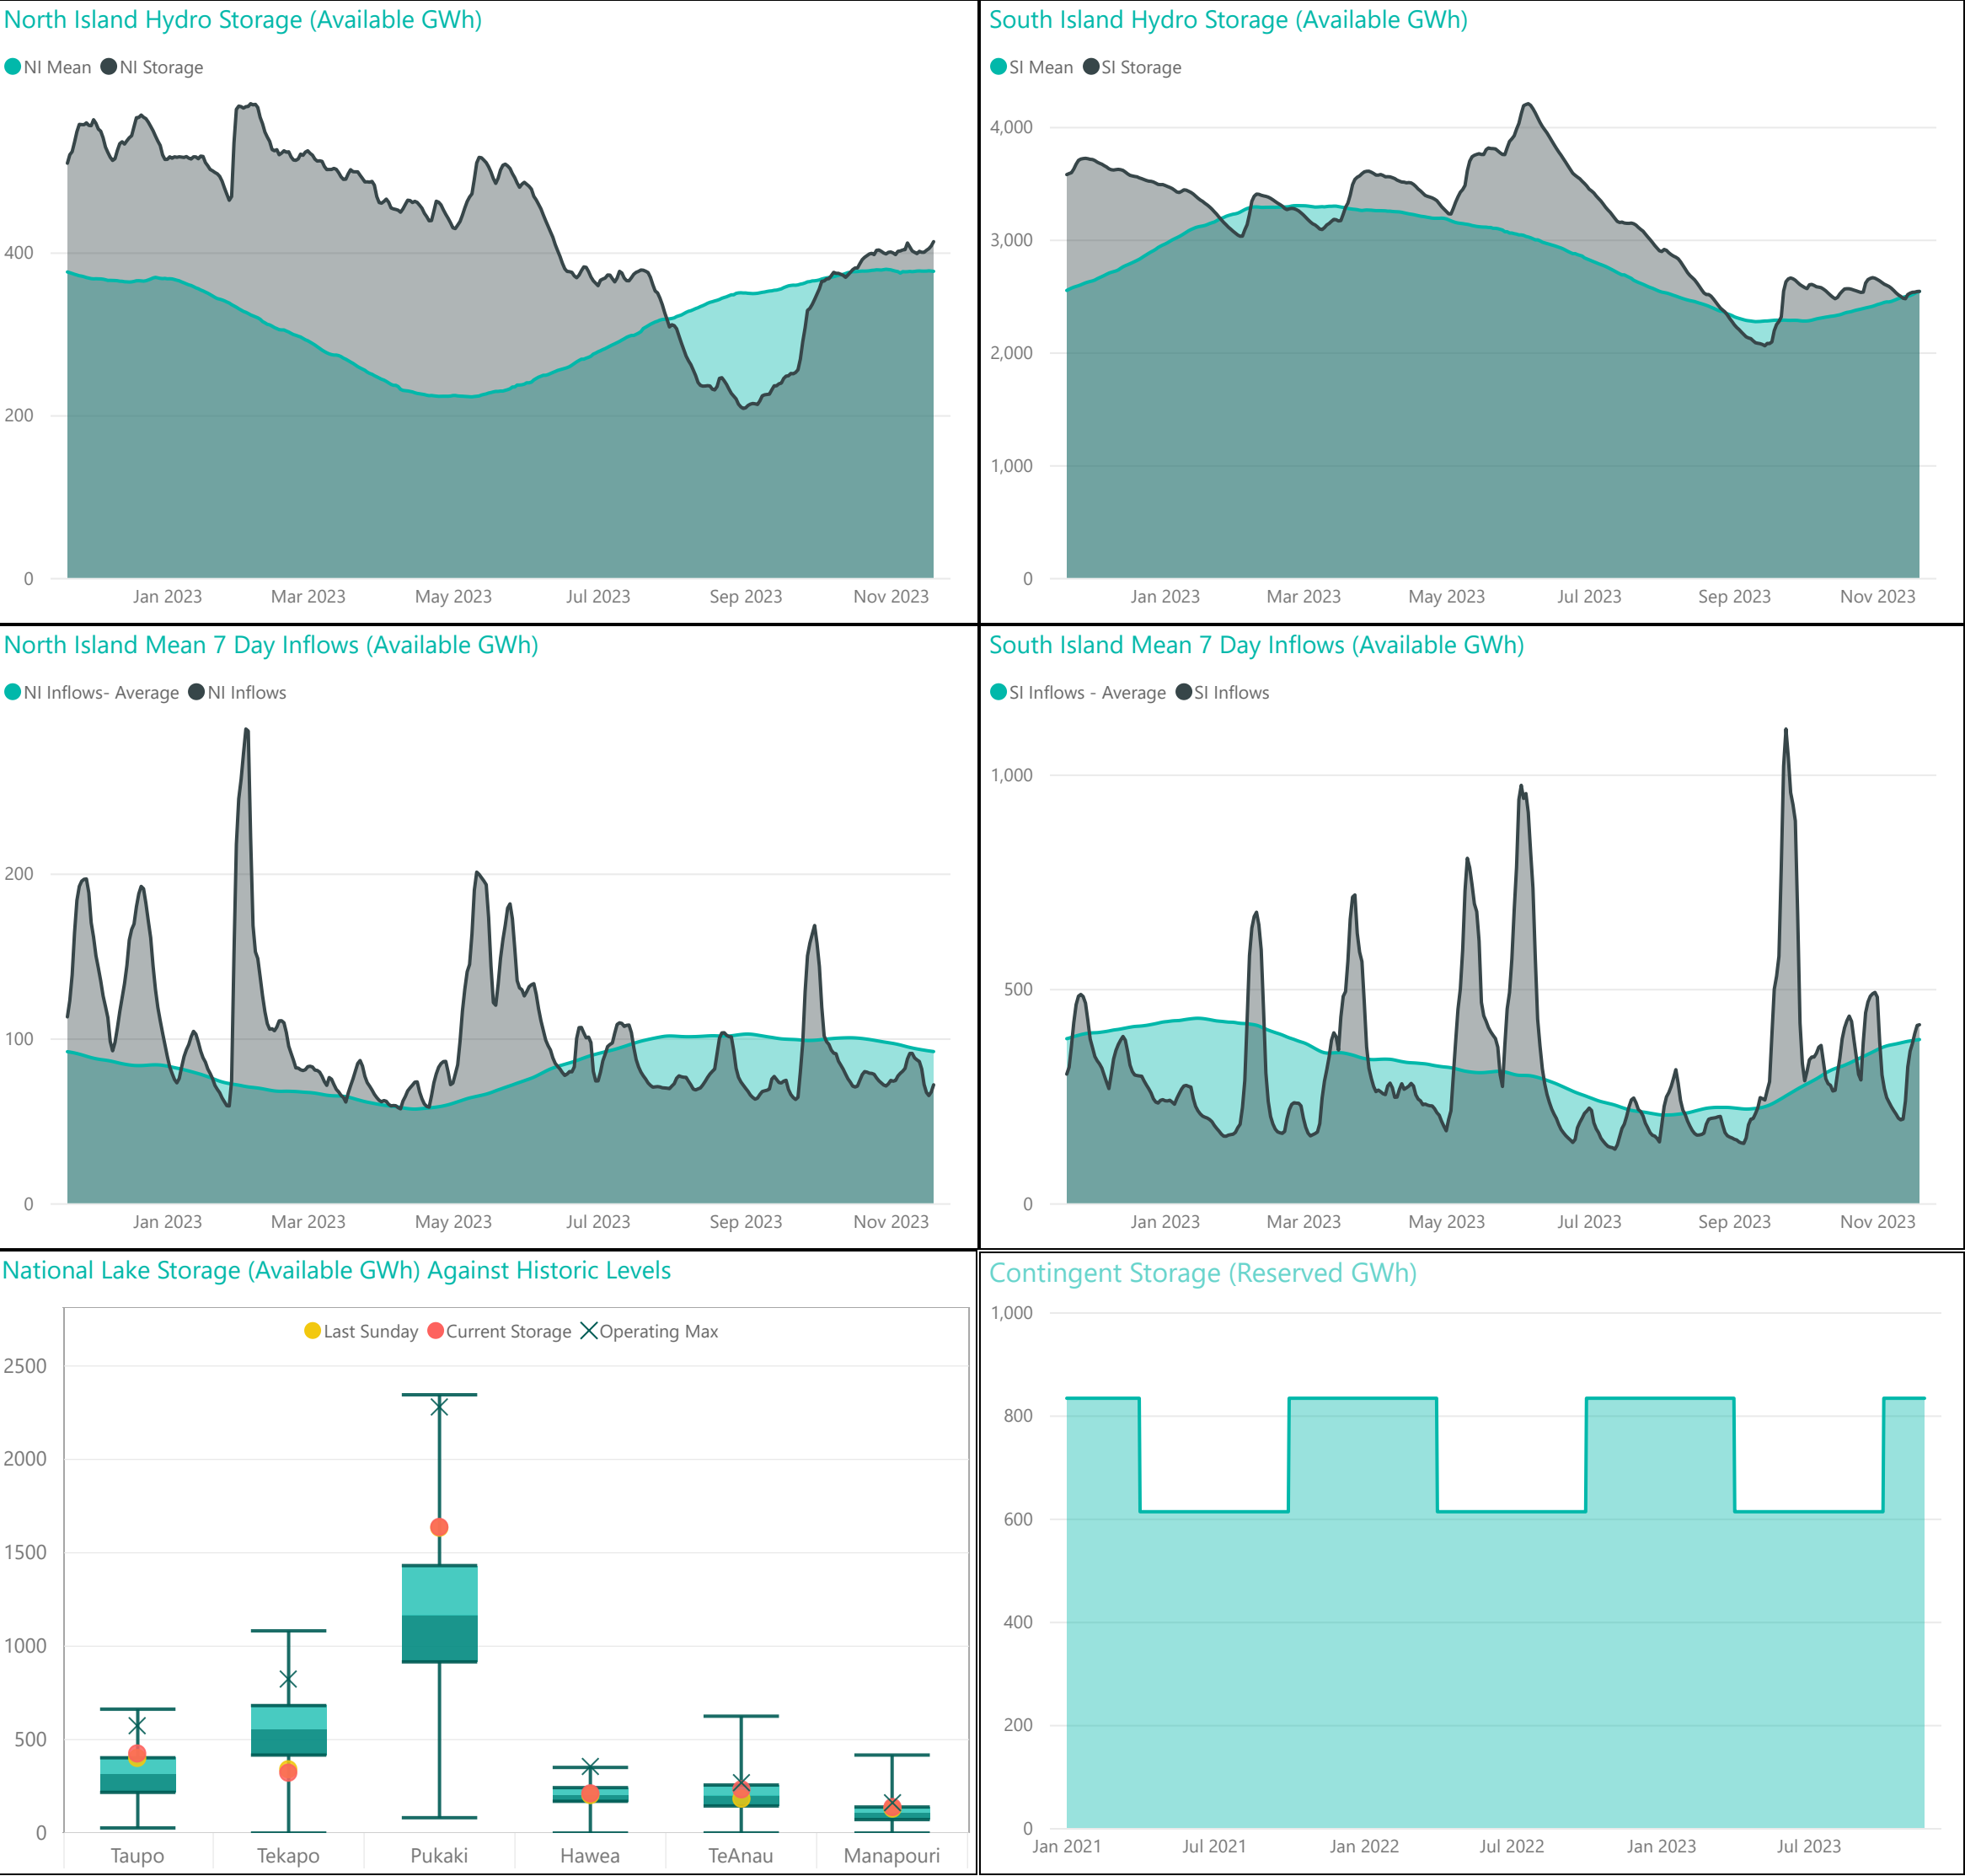 North Island Hydro Storage (Available GWh)
NI Mean NI Storage
400
200
0
Jan 2023 Mar 2023 May 2023 Jul 2023 Sep 2023 Nov 2023
South Island Hydro Storage (Available GWh)
SI Mean SI Storage
4,000
3,000
2,000
1,000
0
Jan 2023 Mar 2023 May 2023 Jul 2023 Sep 2023 Nov 2023
North Island Mean 7 Day Inflows (Available GWh)
NI Inflows- Average NI Inflows
200
100
0
Jan 2023 Mar 2023 May 2023 Jul 2023 Sep 2023 Nov 2023
South Island Mean 7 Day Inflows (Available GWh)
SI Inflows - Average SI Inflows
1,000
500
0
Jan 2023 Mar 2023 May 2023 Jul 2023 Sep 2023 Nov 2023
National Lake Storage (Available GWh) Against Historic Levels
Last Sunday Current Storage Operating Max
2500
2000
1500
1000
500
0
Taupo Tekapo Pukaki Hawea TeAnau Manapouri
Contingent Storage (Reserved GWh)
1,000
800
600
400
200
0
Jan 2021 Jul 2021 Jan 2022 Jul 2022 Jan 2023 Jul 2023